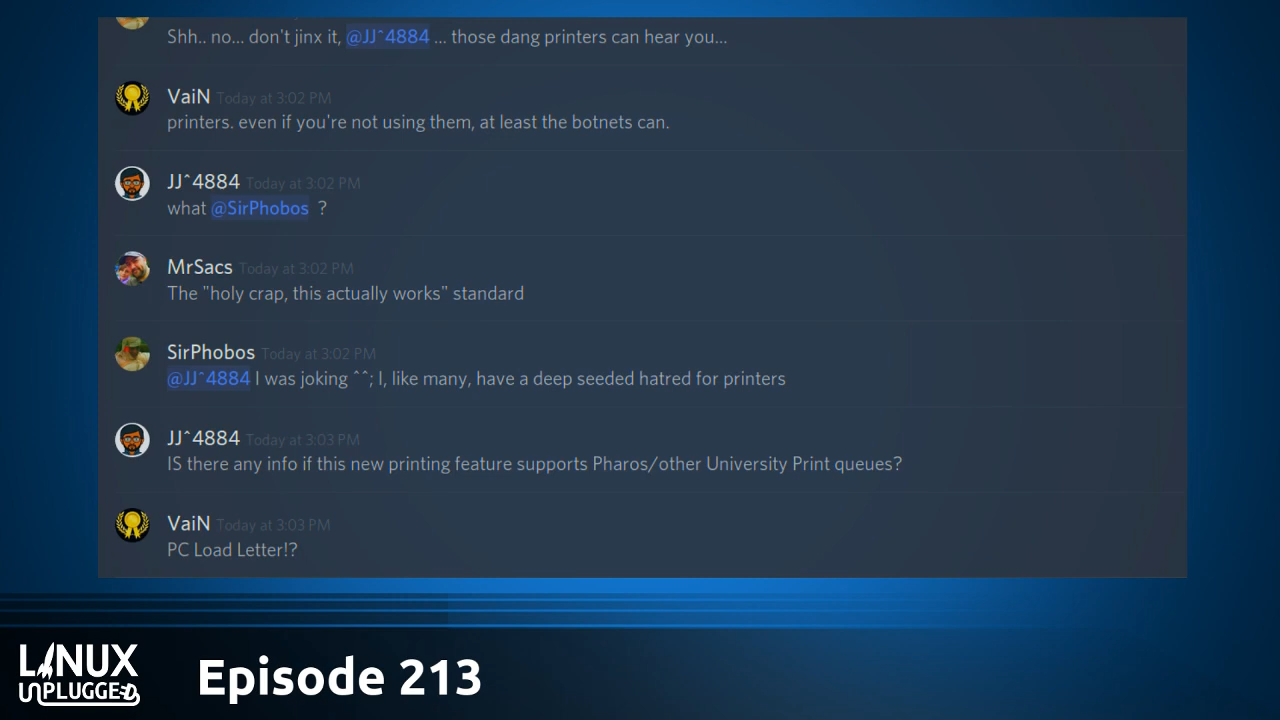 Shh.. no... don't jinx it, @JJ^4884 ... those dang printers can hear you...
VaiN Today at 3:02 PM
printers. even if you're not using them, at least the botnets can.
JJ^4884 Today at 3:02 PM
what @SirPhobos ?
MrSacs Today at 3:02 PM
The "holy crap, this actually works" standard
SirPhobos Today at 3:02 PM
@JJ^4884 I was joking ^^; I, like many, have a deep seeded hatred for printers
JJ^4884 Today at 3:03 PM
IS there any info if this new printing feature supports Pharos/other University Print queues?
VaiN Today at 3:03 PM
PC Load Letter!?
LINUX
UNPLUGGED
Episode 213